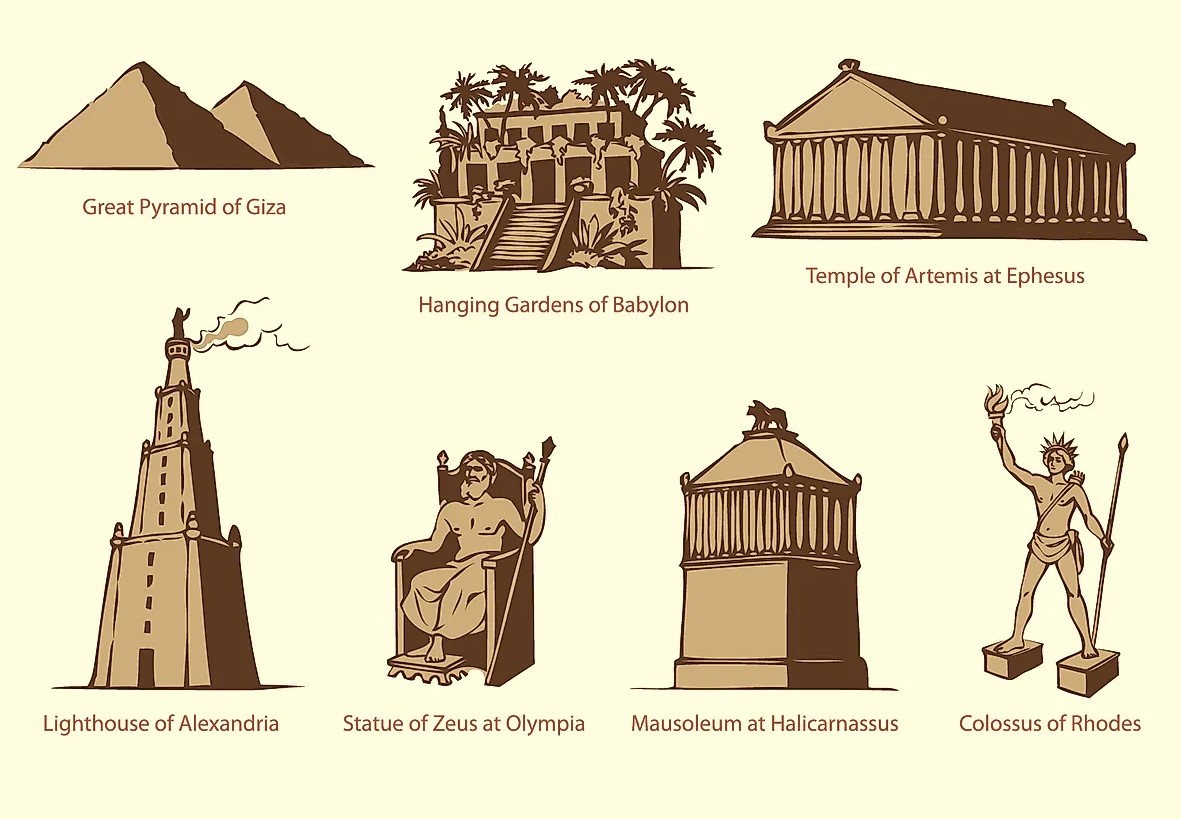 Great Pyramid of Giza
Hanging Gardens of Babylon
Temple of Artemis at Ephesus
Lighthouse of Alexandria
Statue of Zeus at Olympia
Mausoleum at Halicarnassus
Colossus of Rhodes